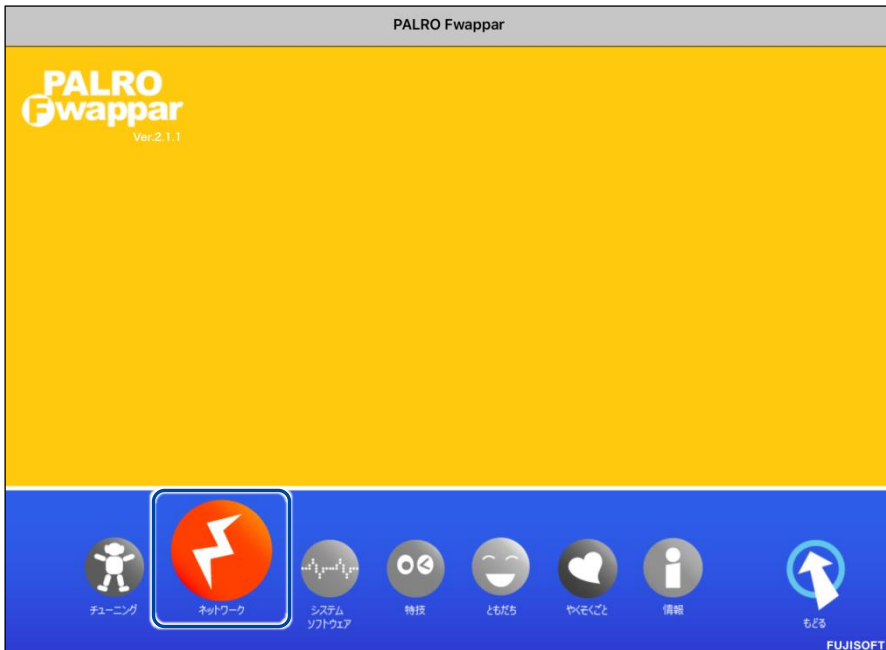 PALRO Fwappar
PALRO
Fwappar
Ver.2.1.1
チューニング
ネットワーク
システム
ソフトウェア
特技
ともだち
やくそくごと
情報
もどる
FUJISOFT